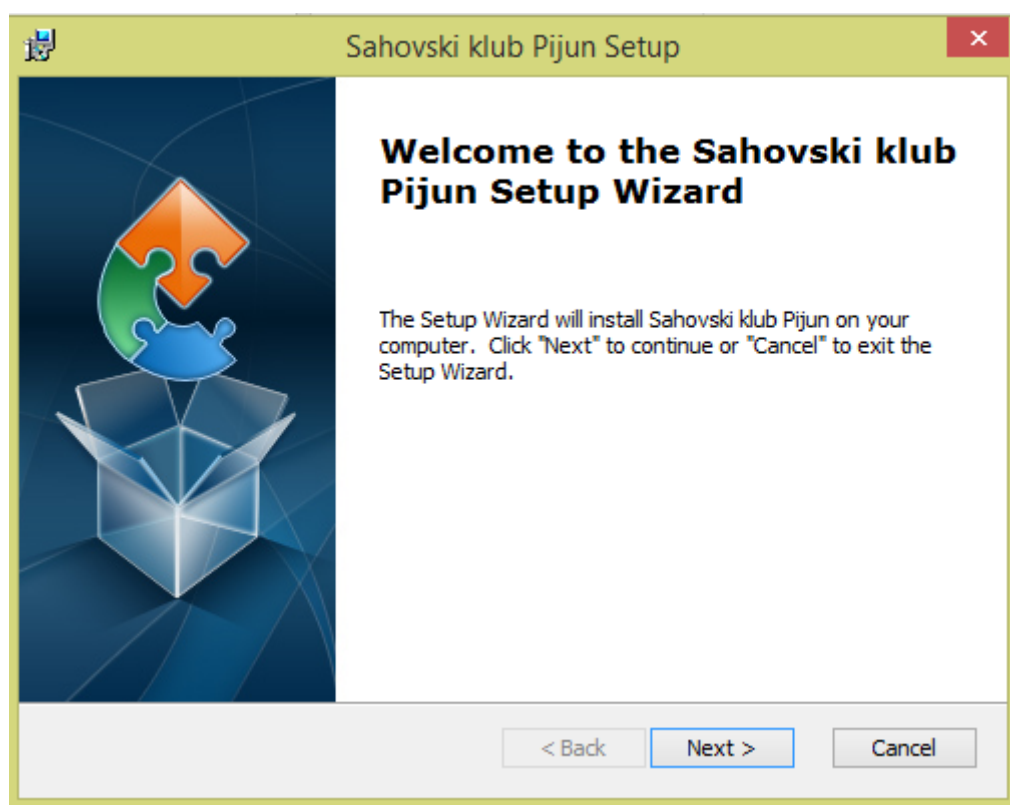 Sahovski klub Pijun Setup
Welcome to the Sahovski klub
Pijun Setup Wizard
The Setup Wizard will install Sahovski klub Pijun on your
computer. Click "Next" to continue or "Cancel" to exit the
Setup Wizard.
< Back Next > Cancel